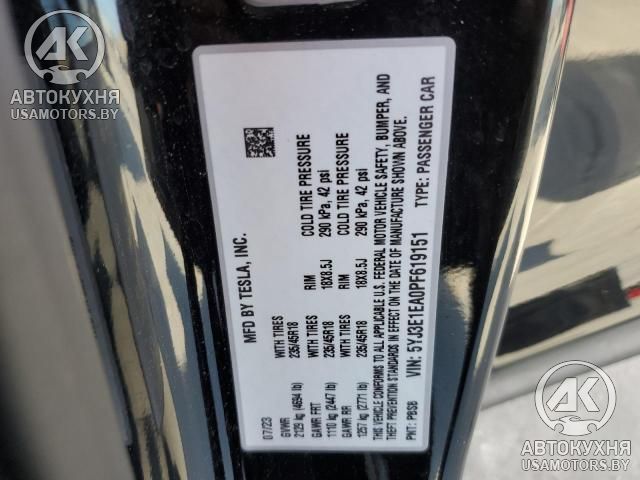 MFD BY TESLA, INC.
07/23
GVWR
2129 kg (4694 lb)
GAWR FRT WITH TIRES RIM COLD TIRE PRESSURE
1110 kg (2447 lb) 235/45R18 18X8.5J 290 kPa, 42 psi
GAWR RR WITH TIRES RIM COLD TIRE PRESSURE
1257 kg (2771 lb) 235/45R18 18X8.5J 290 kPa, 42 psi
THIS VEHICLE CONFORMS TO ALL APPLICABLE U.S. FEDERAL MOTOR VEHICLE SAFETY, BUMPER, AND
THEFT PREVENTION STANDARDS IN EFFECT ON THE DATE OF MANUFACTURE SHOWN ABOVE.
VIN: 5YJ3E1EA0PF619151 TYPE: PASSENGER CAR
PNT: PBSB
AK
АВТОКУХНЯ
USAMOTORS.BY
AK
АВТОКУХНЯ
USAMOTORS.BY